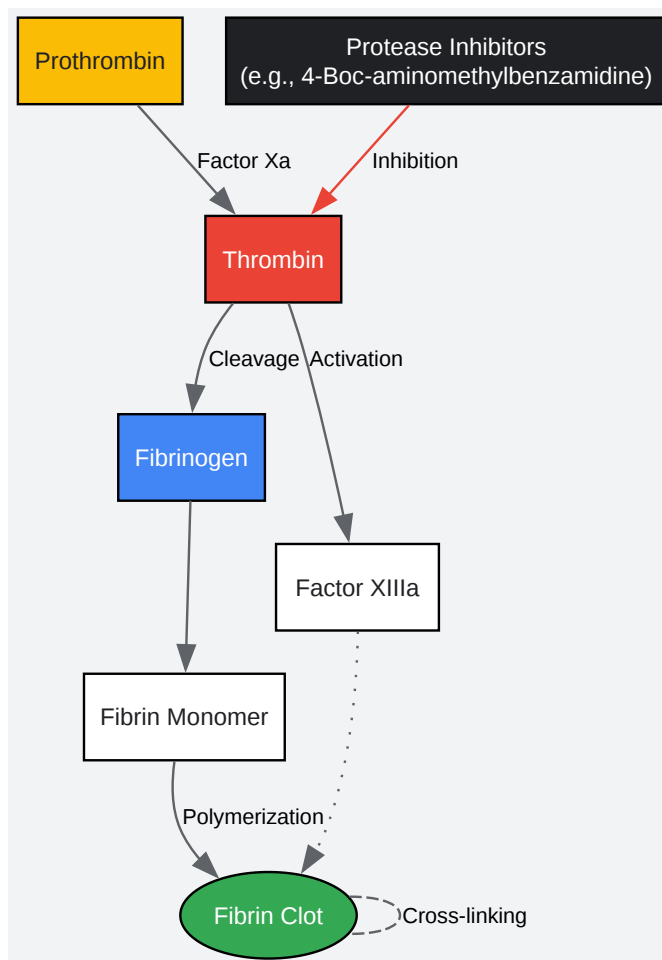 Prothrombin
Protease Inhibitors
(e.g., 4-Boc-aminomethylbenzamidine)
Factor Xa
Inhibition
Thrombin
Cleavage
Activation
Fibrinogen
Factor XIIIa
Fibrin Monomer
Polymerization
Fibrin Clot
Cross-linking